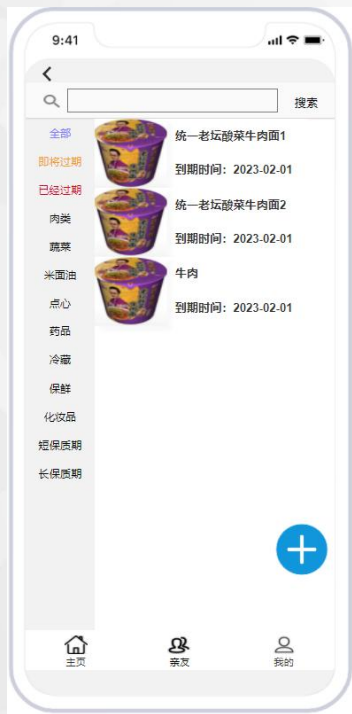 9:41
搜索
全部
即将过期
已经过期
肉类
蔬菜
米面油
点心
药品
冷藏
保鲜
化妆品
短保质期
长保质期
统一老坛酸菜牛肉面1
到期时间：2023-02-01
统一老坛酸菜牛肉面2
到期时间：2023-02-01
牛肉
到期时间：2023-02-01
主页
亲友
我的